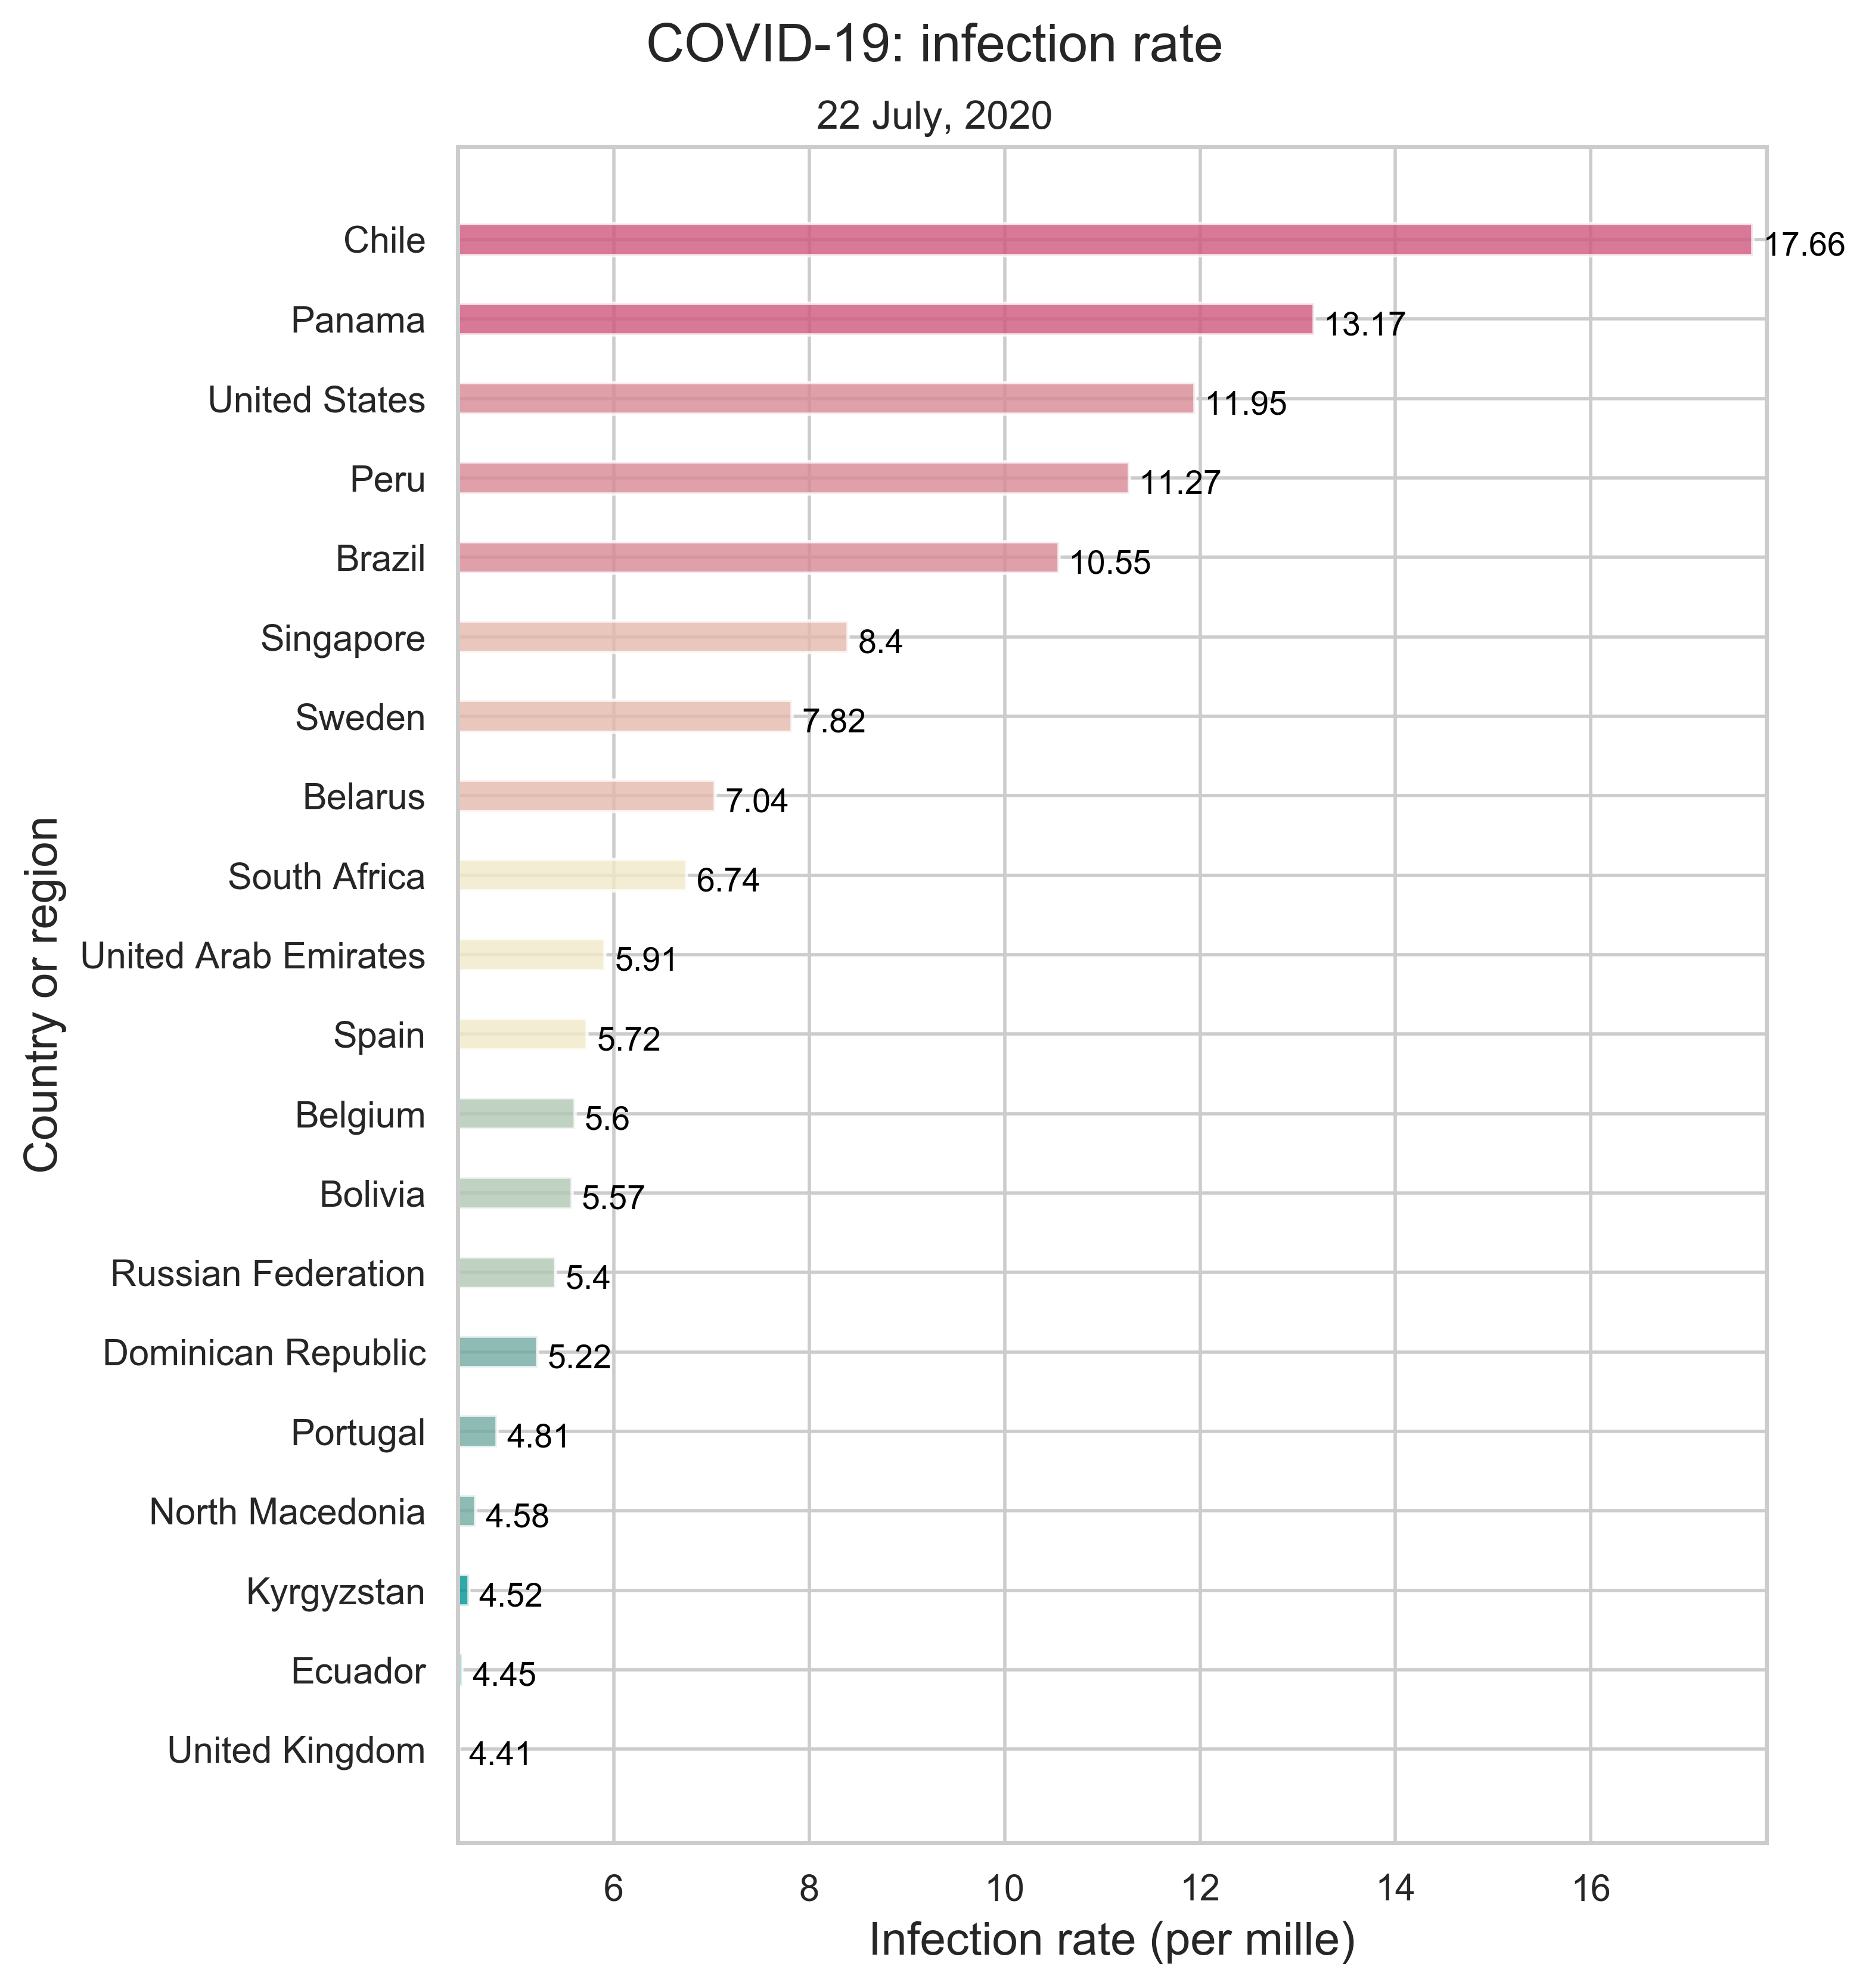 COVID-19: infection rate
22 July, 2020
Chile 17.66
Panama 13.17
United States 11.95
Peru 11.27
Brazil 10.55
Singapore 8.4
Sweden 7.82
Belarus 7.04
South Africa 6.74
United Arab Emirates 5.91
Spain 5.72
Belgium 5.6
Bolivia 5.57
Russian Federation 5.4
Dominican Republic 5.22
Portugal 4.81
North Macedonia 4.58
Kyrgyzstan 4.52
Ecuador 4.45
United Kingdom 4.41
Country or region
6 8 10 12 14 16
Infection rate (per mille)